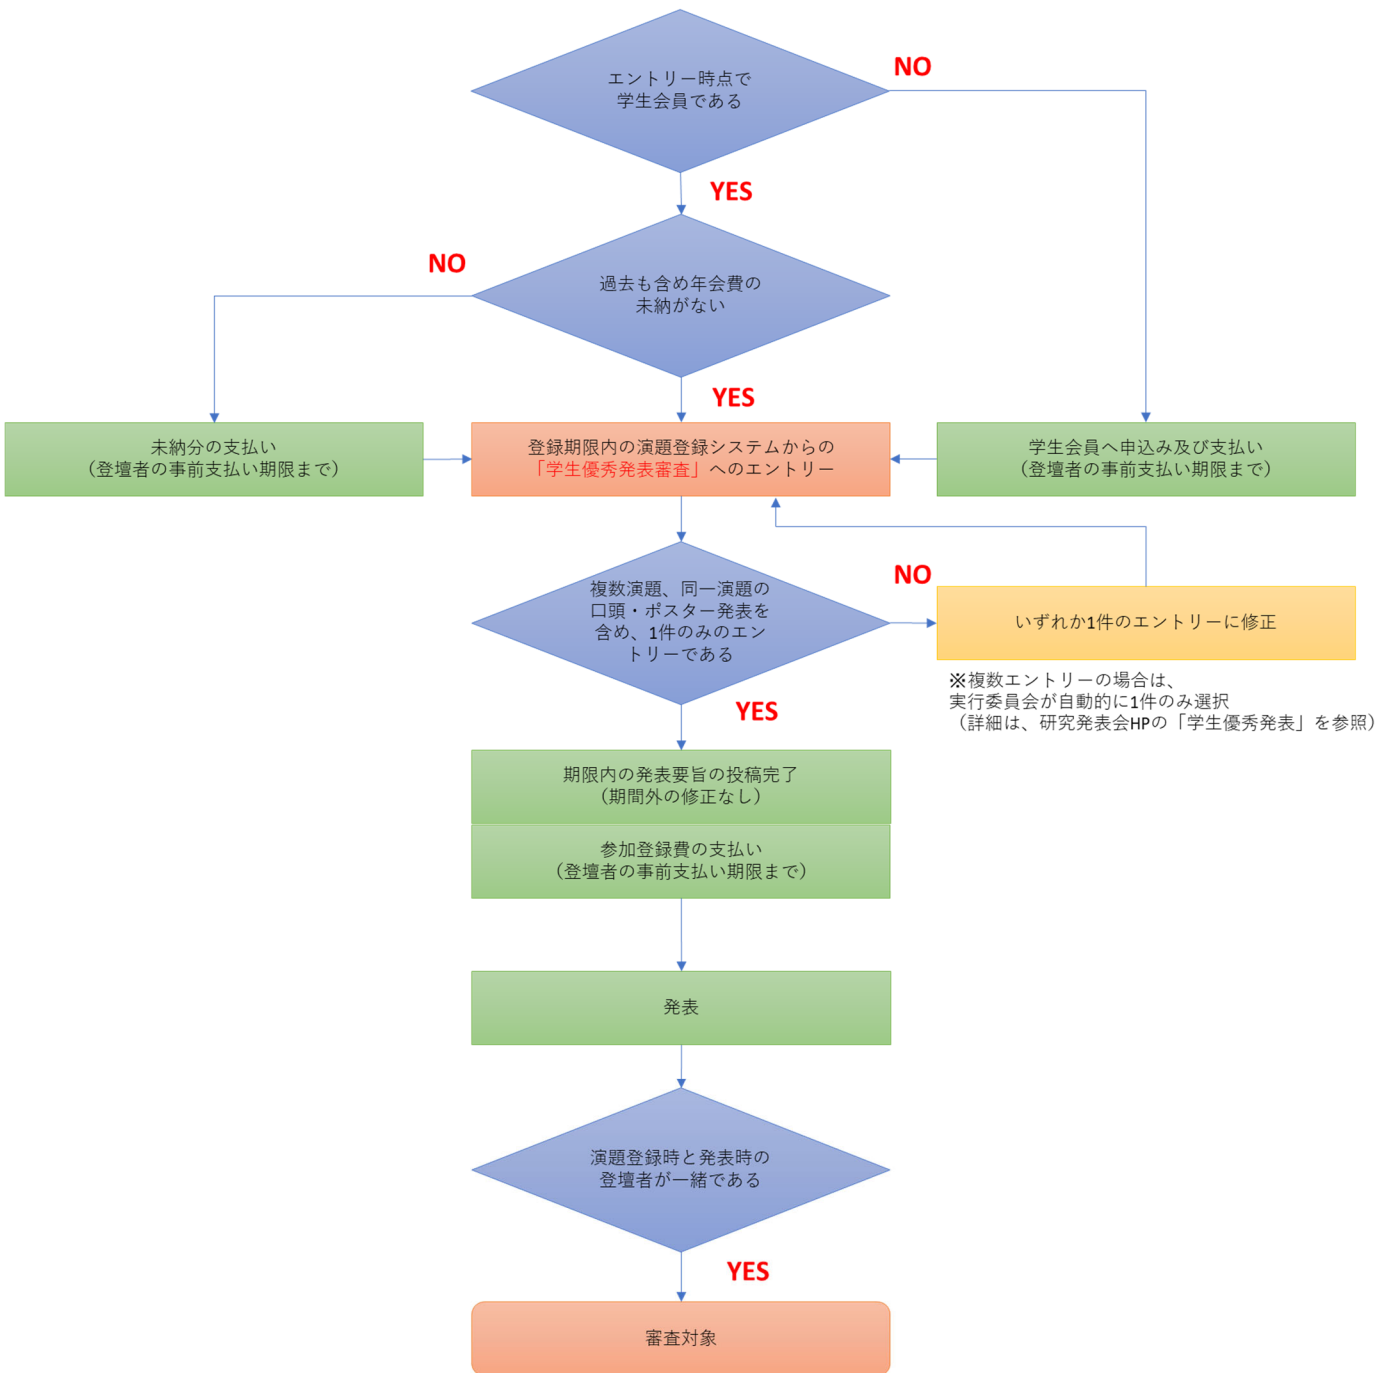 エントリー時点で
学生会員である
NO
YES
過去も含め年会費の
未納がない
NO
YES
未納分の支払い
（登壇者の事前支払い期限まで）
登録期限内の演題登録システムからの
「学生優秀発表審査」へのエントリー
学生会員へ申込み及び支払い
（登壇者の事前支払い期限まで）
複数演題、同一演題の
口頭・ポスター発表を
含め、1件のみのエン
トリーである
NO
いずれか1件のエントリーに修正
※複数エントリーの場合は、
実行委員会が自動的に1件のみ選択
（詳細は、研究発表会HPの「学生優秀発表」を参照）
YES
期限内の発表要旨の投稿完了
（期間外の修正なし）
参加登録費の支払い
（登壇者の事前支払い期限まで）
発表
演題登録時と発表時の
登壇者が一緒である
YES
審査対象